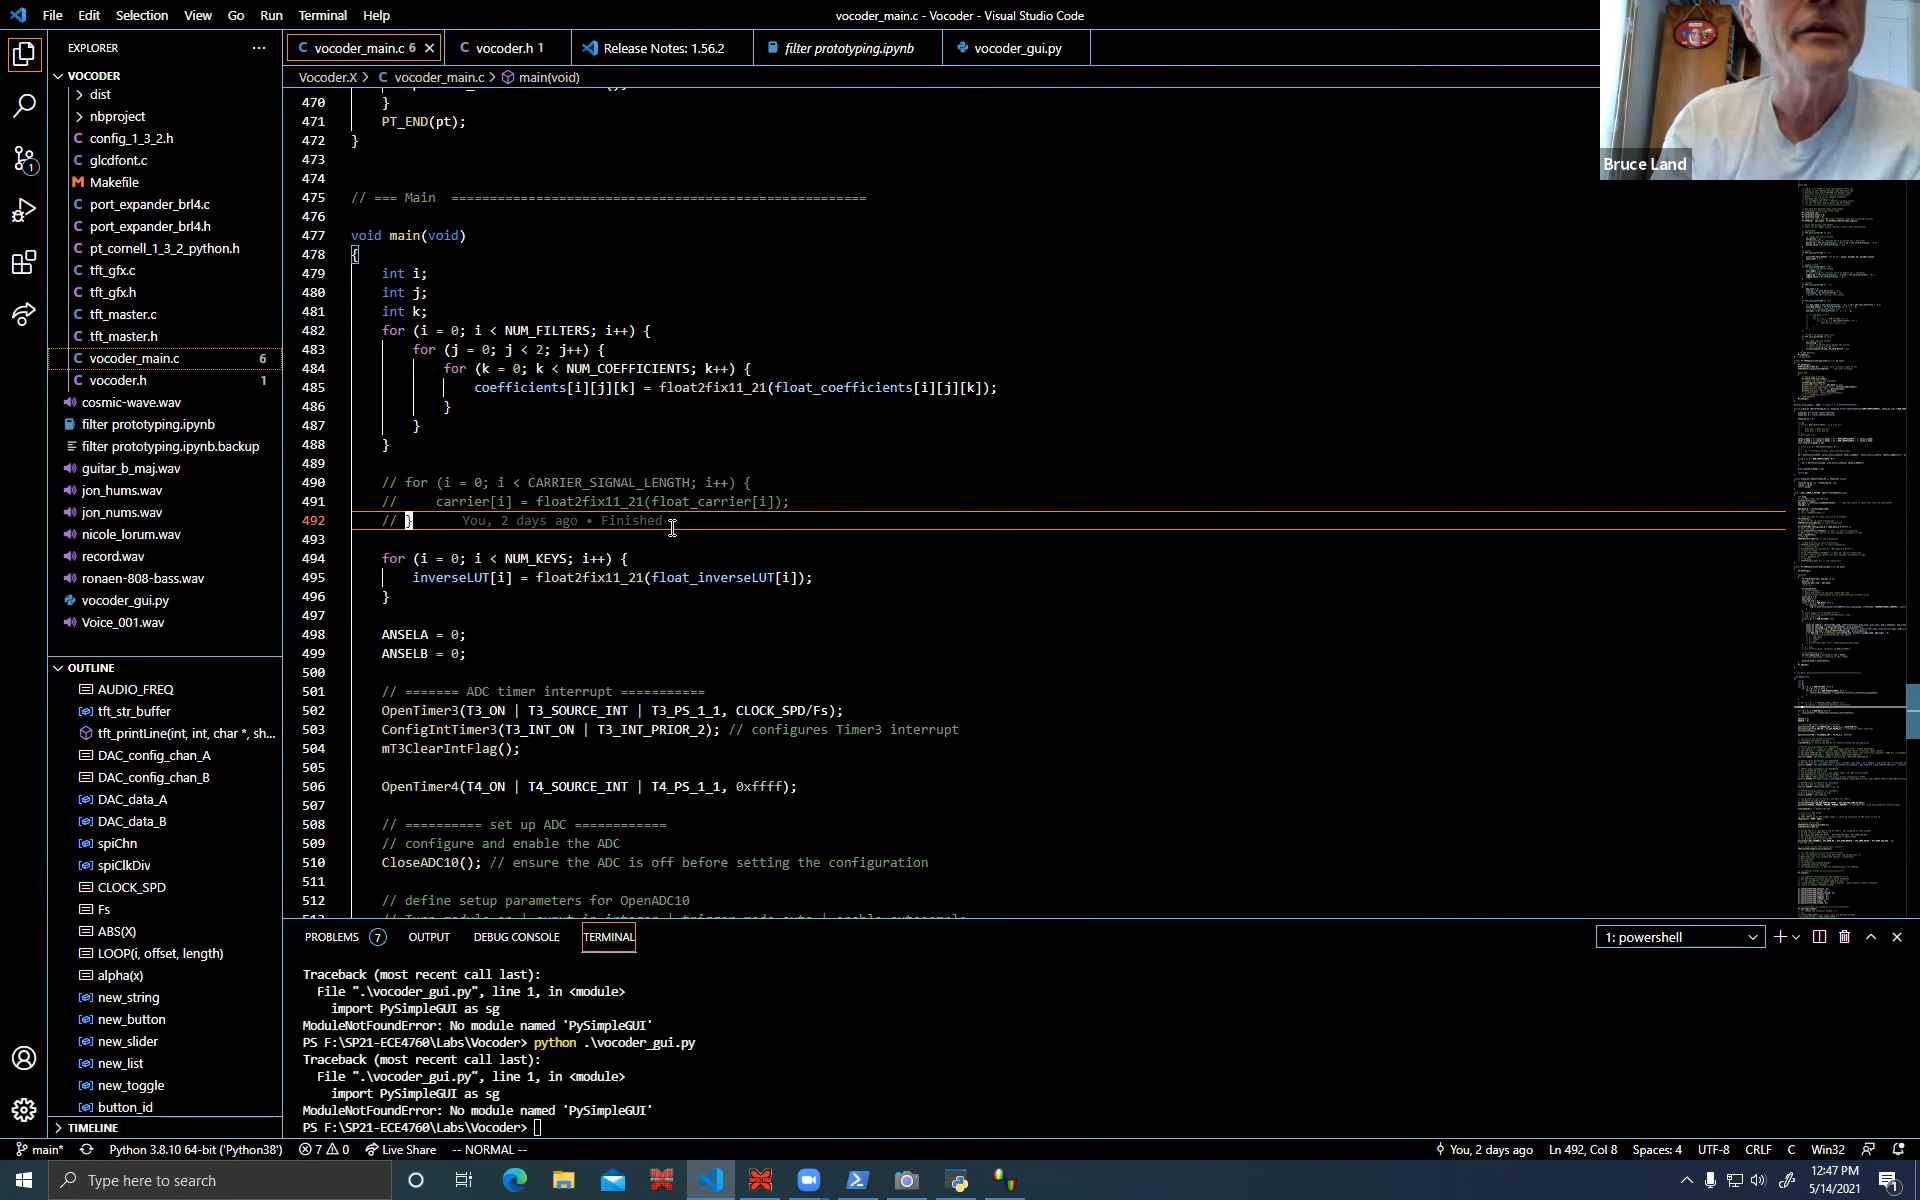 File Edit Selection View Go Run Terminal Help
vocoder_main.c - Vocoder - Visual Studio Code
EXPLORER
vocoder_main.c 6
vocoder.h 1
Release Notes: 1.56.2
filter prototyping.ipynb
vocoder_gui.py
Vocoder.X > vocoder_main.c > main(void)
Bruce Land
VOCODER
dist
nbproject
config_1_3_2.h
glcdfont.c
Makefile
port_expander_brl4.c
port_expander_brl4.h
pt_cornell_1_3_2_python.h
tft_gfx.c
tft_gfx.h
tft_master.c
tft_master.h
vocoder_main.c 6
vocoder.h 1
cosmic-wave.wav
filter prototyping.ipynb
filter prototyping.ipynb.backup
guitar_b_maj.wav
jon_hums.wav
jon_nums.wav
nicole_lorum.wav
record.wav
ronaen-808-bass.wav
vocoder_gui.py
Voice_001.wav
OUTLINE
AUDIO_FREQ
tft_str_buffer
tft_printLine(int, int, char *, sh...
DAC_config_chan_A
DAC_config_chan_B
DAC_data_A
DAC_data_B
spiChn
spiClkDiv
CLOCK_SPD
Fs
ABS(X)
LOOP(i, offset, length)
alpha(x)
new_string
new_button
new_slider
new_list
new_toggle
button_id
TIMELINE
470 }
471 PT_END(pt);
472 }
473
474
475 // === Main ======================================================
476
477 void main(void)
478 {
479 int i;
480 int j;
481 int k;
482 for (i = 0; i < NUM_FILTERS; i++) {
483 for (j = 0; j < 2; j++) {
484 for (k = 0; k < NUM_COEFFICIENTS; k++) {
485 coefficients[i][j][k] = float2fix11_21(float_coefficients[i][j][k]);
486 }
487 }
488 }
489
490 // for (i = 0; i < CARRIER_SIGNAL_LENGTH; i++) {
491 // carrier[i] = float2fix11_21(float_carrier[i]);
492 // } You, 2 days ago • Finished
493
494 for (i = 0; i < NUM_KEYS; i++) {
495 inverseLUT[i] = float2fix11_21(float_inverseLUT[i]);
496 }
497
498 ANSELA = 0;
499 ANSELB = 0;
500
501 // ======= ADC timer interrupt ===========
502 OpenTimer3(T3_ON | T3_SOURCE_INT | T3_PS_1_1, CLOCK_SPD/Fs);
503 ConfigIntTimer3(T3_INT_ON | T3_INT_PRIOR_2); // configures Timer3 interrupt
504 mT3ClearIntFlag();
505
506 OpenTimer4(T4_ON | T4_SOURCE_INT | T4_PS_1_1, 0xffff);
507
508 // ========== set up ADC ============
509 // configure and enable the ADC
510 CloseADC10(); // ensure the ADC is off before setting the configuration
511
512 // define setup parameters for OpenADC10
PROBLEMS 7 OUTPUT DEBUG CONSOLE TERMINAL
1: powershell
Traceback (most recent call last):
File ".\vocoder_gui.py", line 1, in <module>
import PySimpleGUI as sg
ModuleNotFoundError: No module named 'PySimpleGUI'
PS F:\SP21-ECE4760\Labs\Vocoder> python .\vocoder_gui.py
Traceback (most recent call last):
File ".\vocoder_gui.py", line 1, in <module>
import PySimpleGUI as sg
ModuleNotFoundError: No module named 'PySimpleGUI'
PS F:\SP21-ECE4760\Labs\Vocoder>
main* Python 3.8.10 64-bit ('Python38') 7 0 Live Share -- NORMAL --
You, 2 days ago Ln 492, Col 8 Spaces: 4 UTF-8 CRLF C Win32
Type here to search
12:47 PM
5/14/2021